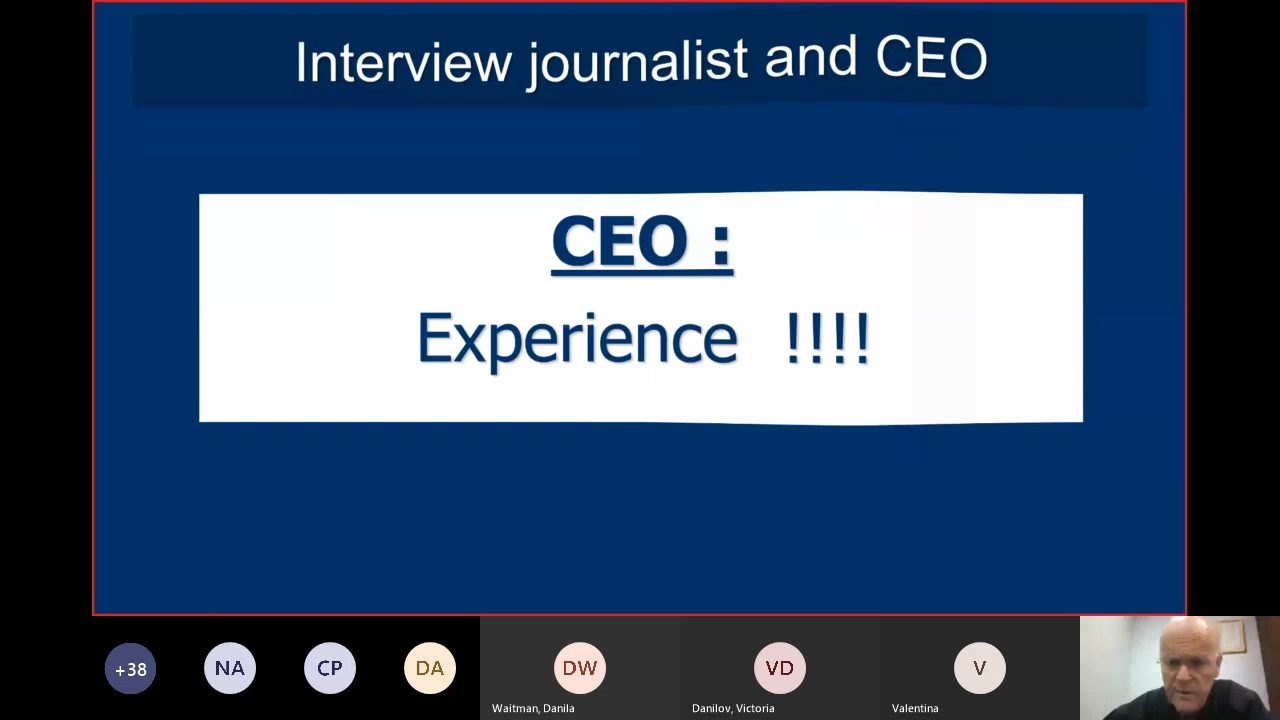 Interview journalist and CEO
CEO :
Experience !!!!
+38
NA
CP
DA
DW
VD
V
Waitman, Danila
Danilov, Victoria
Valentina